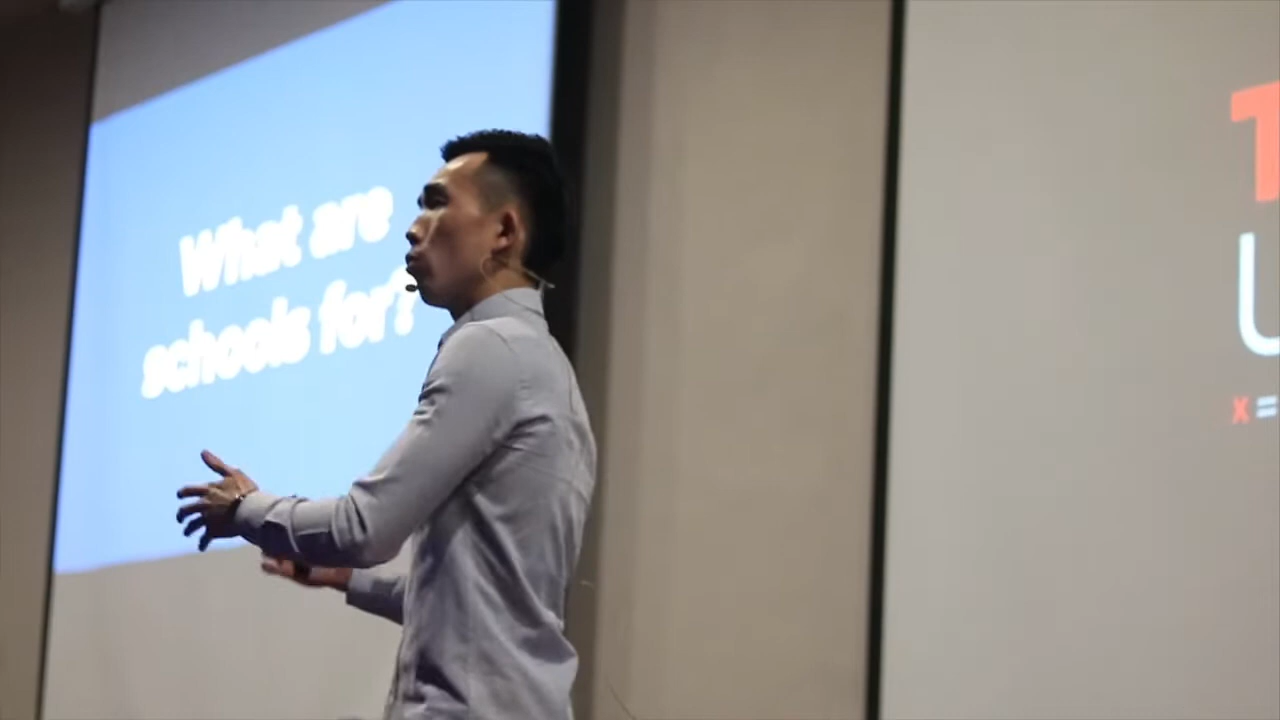 What are
schools for?
T
U
x =